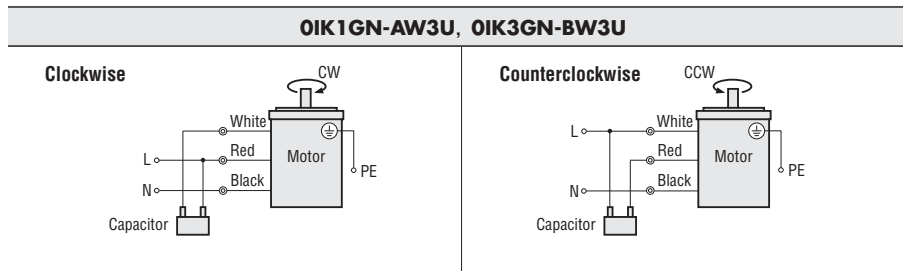 0IK1GN-AW3U, 0IK3GN-BW3U
Clockwise
CW
White
L
Red
Motor
PE
N
Black
Capacitor
Counterclockwise
CCW
White
L
Red
Motor
PE
N
Black
Capacitor